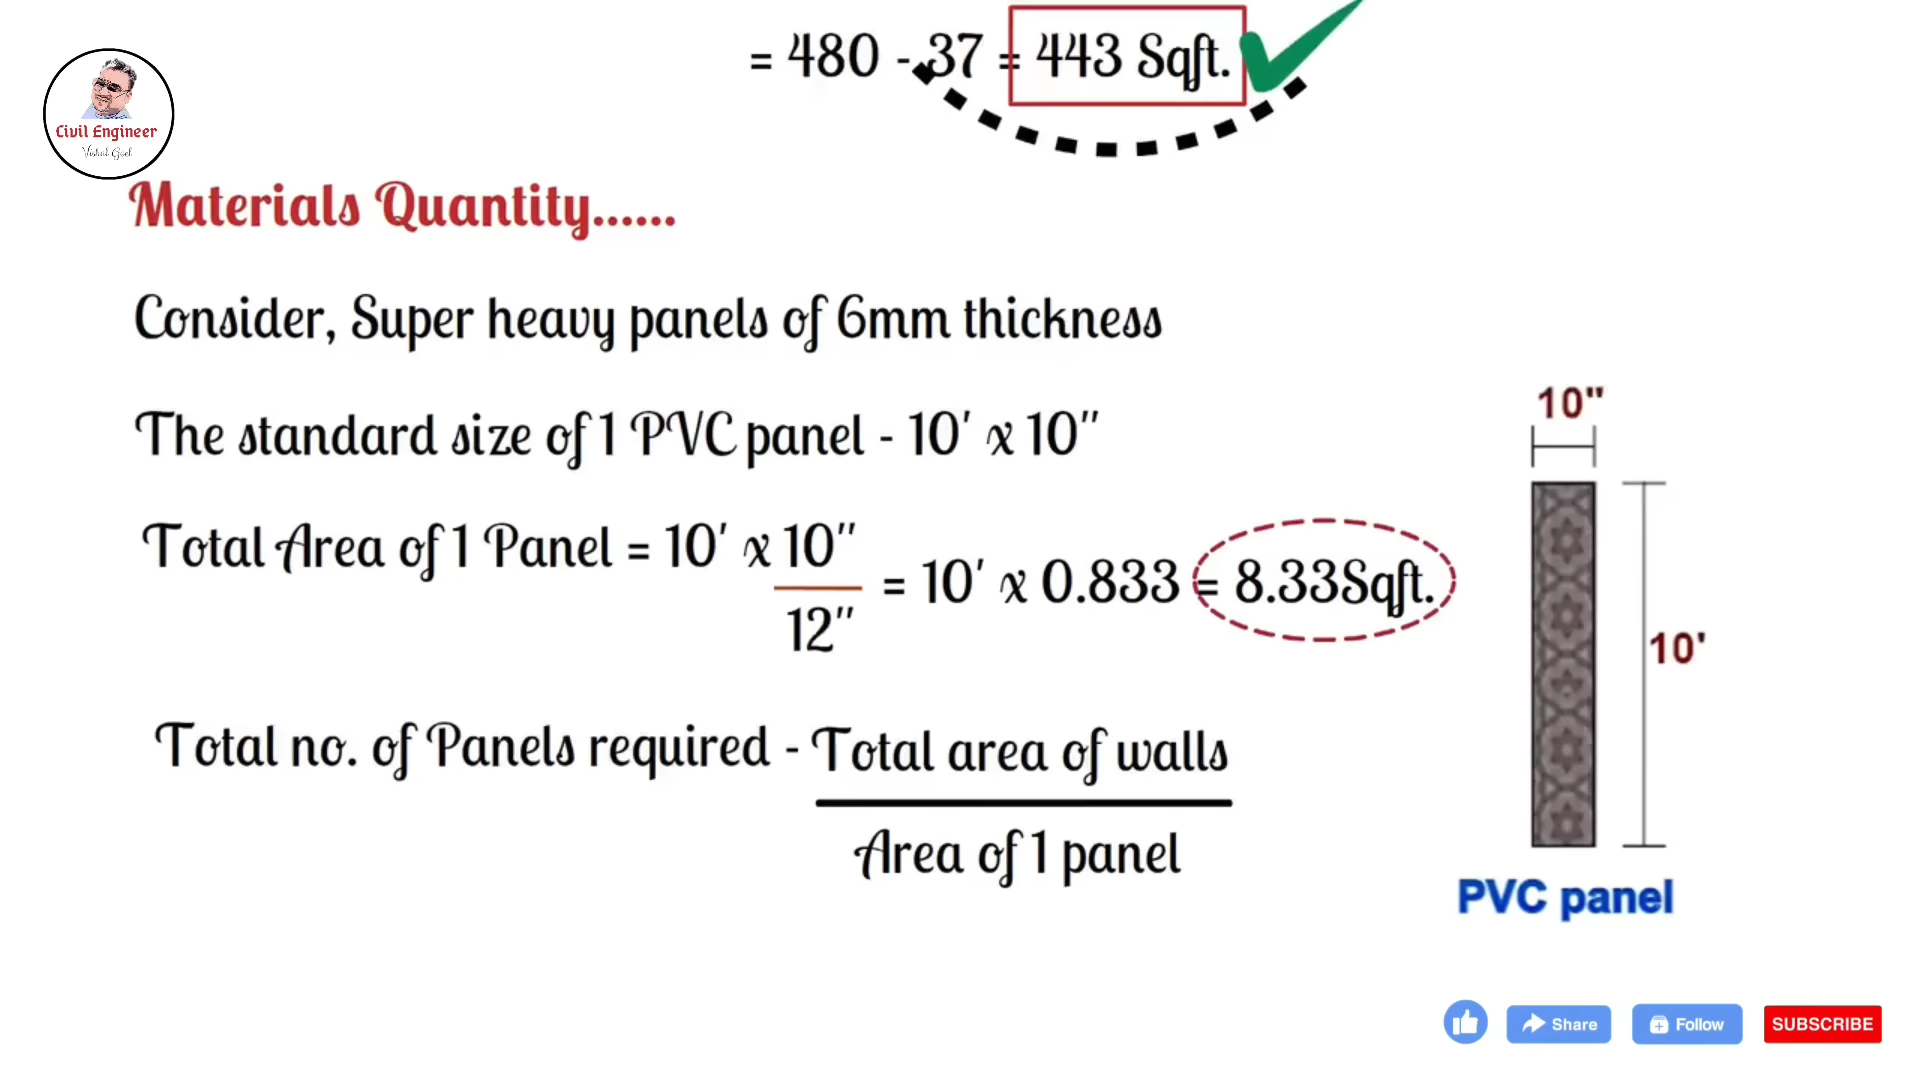 = 480 - 37 = 443 Sqft.
Civil Engineer
Vishal Goel
Materials Quantity......
Consider, Super heavy panels of 6mm thickness
The standard size of 1 PVC panel - 10' x 10"
10"
Total Area of 1 Panel = 10' x 10"
12"
= 10' x 0.833 = 8.33Sqft.
10'
Total no. of Panels required - Total area of walls
Area of 1 panel
PVC panel
Share
Follow
SUBSCRIBE